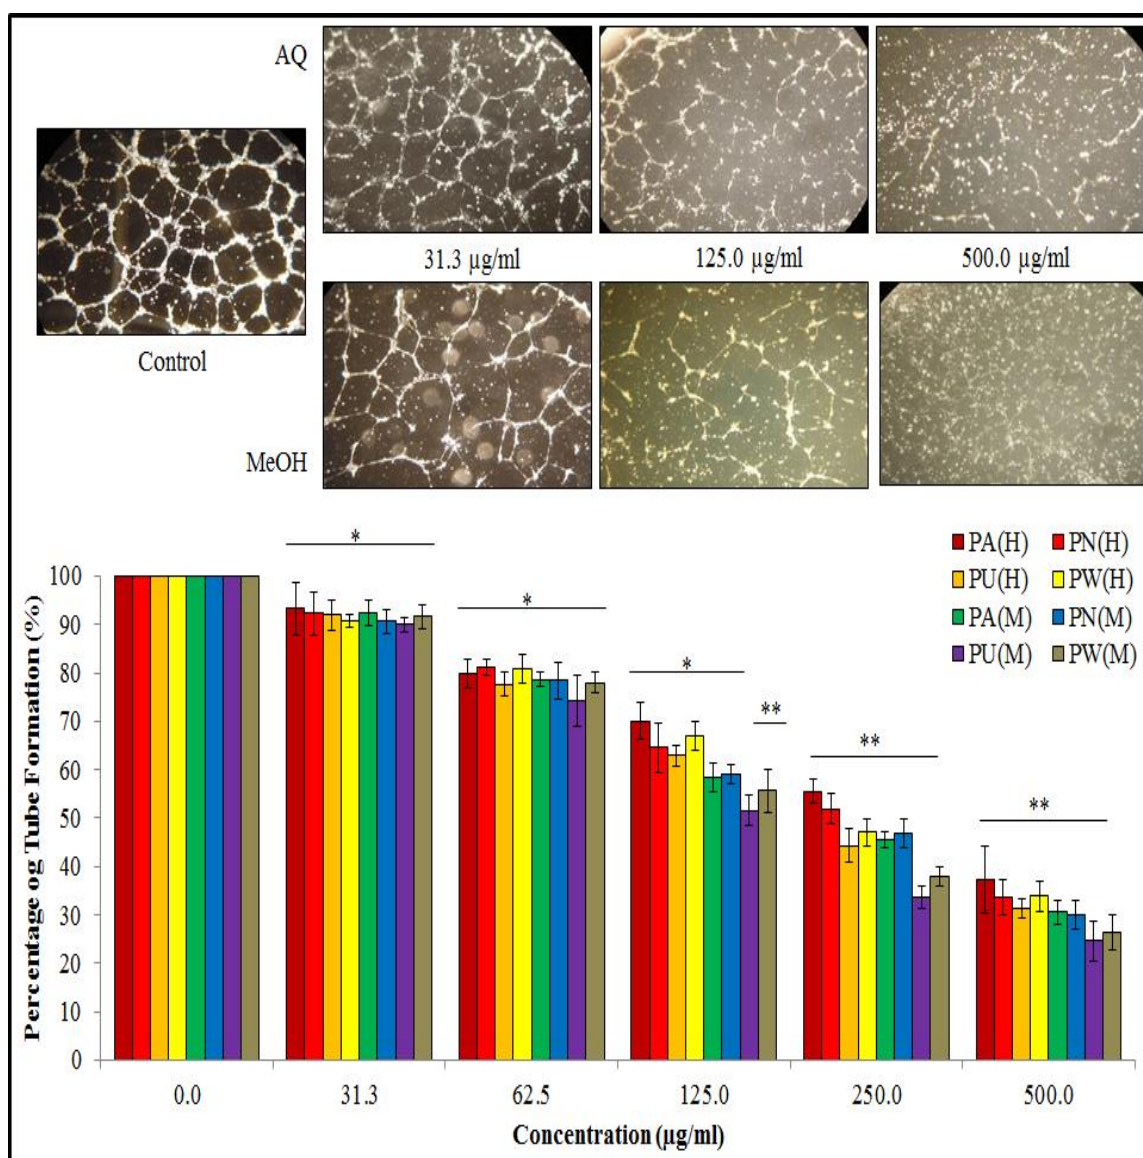 AQ
31.3 µg/ml 125.0 µg/ml 500.0 µg/ml
Control
MeOH
PA(H) PN(H)
PU(H) PW(H)
PA(M) PN(M)
PU(M) PW(M)
* * * ** ** **
Percentage og Tube Formation (%)
100
90
80
70
60
50
40
30
20
10
0
0.0 31.3 62.5 125.0 250.0 500.0
Concentration (µg/ml)